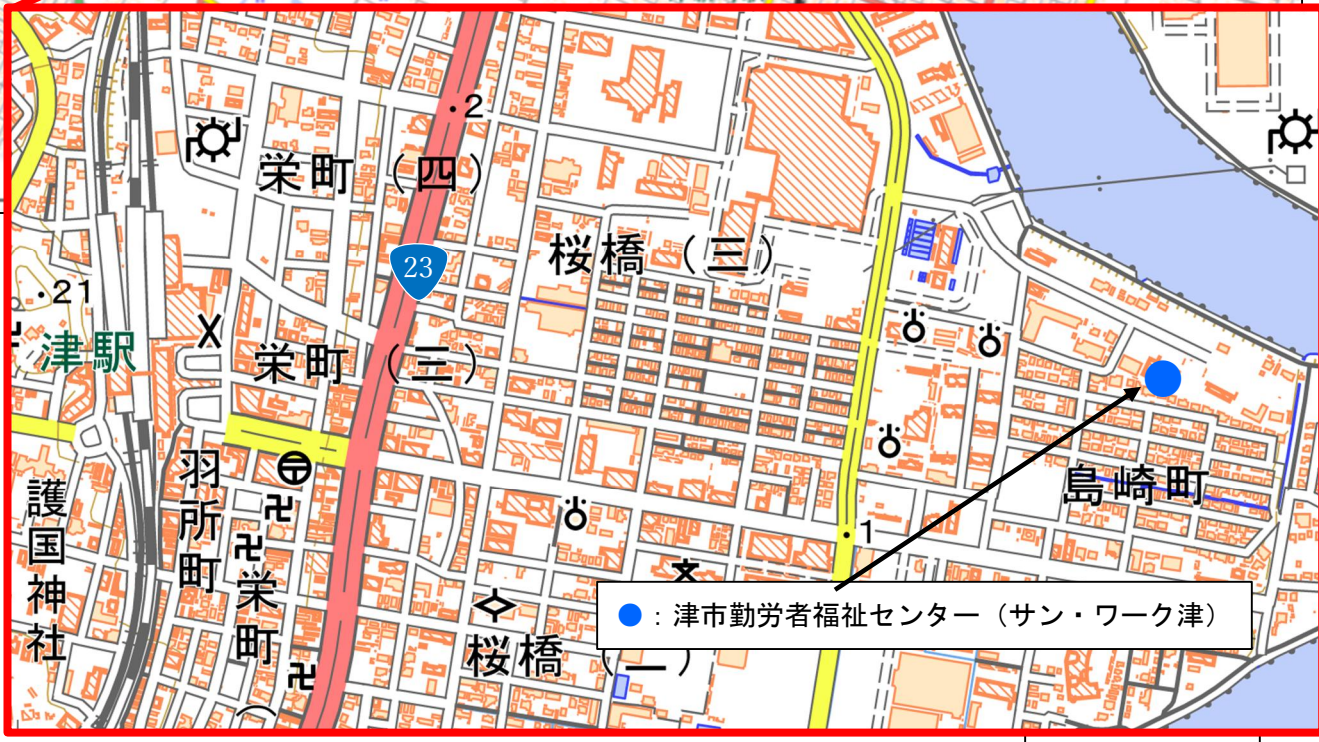 ・2
栄町（四）
桜橋（三）
23
・21
津駅
栄町（三）
羽所町
島崎町
護国神社
・1
栄町（
●：津市勤労者福祉センター（サン・ワーク津）
桜橋（二）